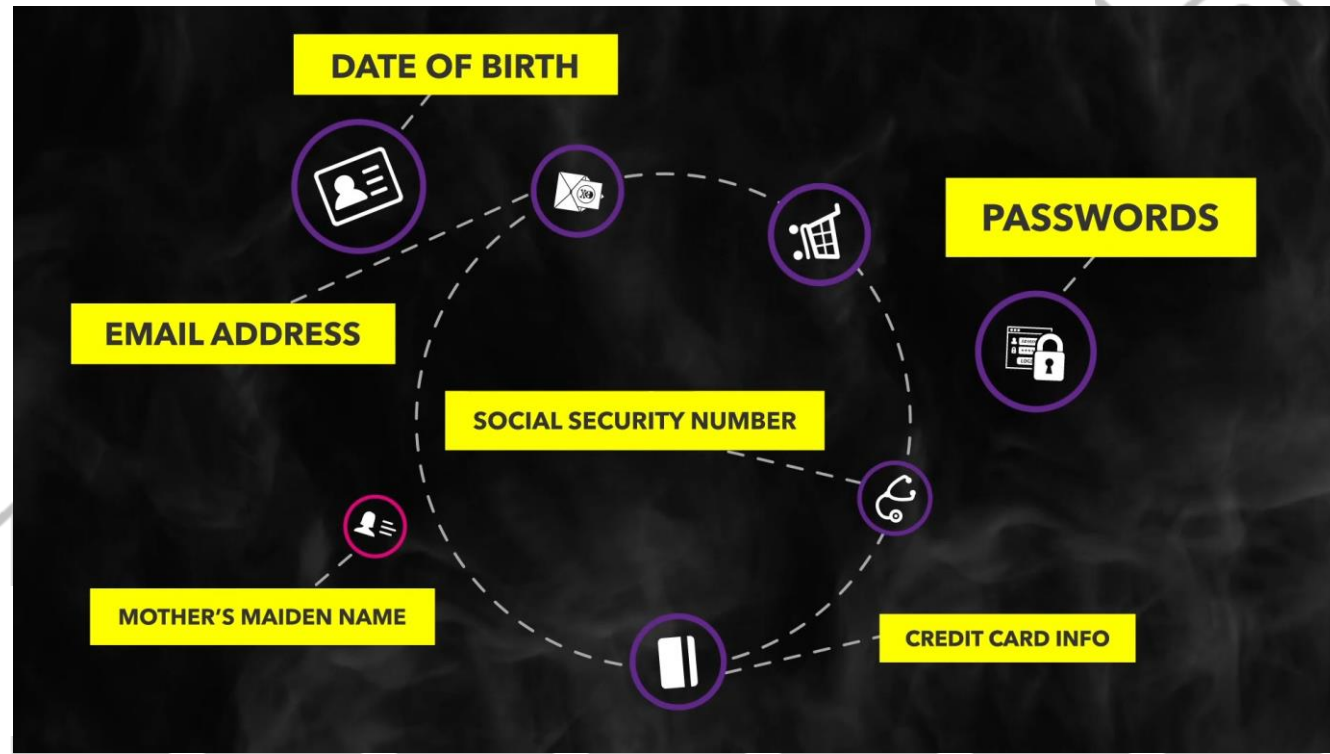 DATE OF BIRTH
PASSWORDS
EMAIL ADDRESS
SOCIAL SECURITY NUMBER
MOTHER'S MAIDEN NAME
CREDIT CARD INFO